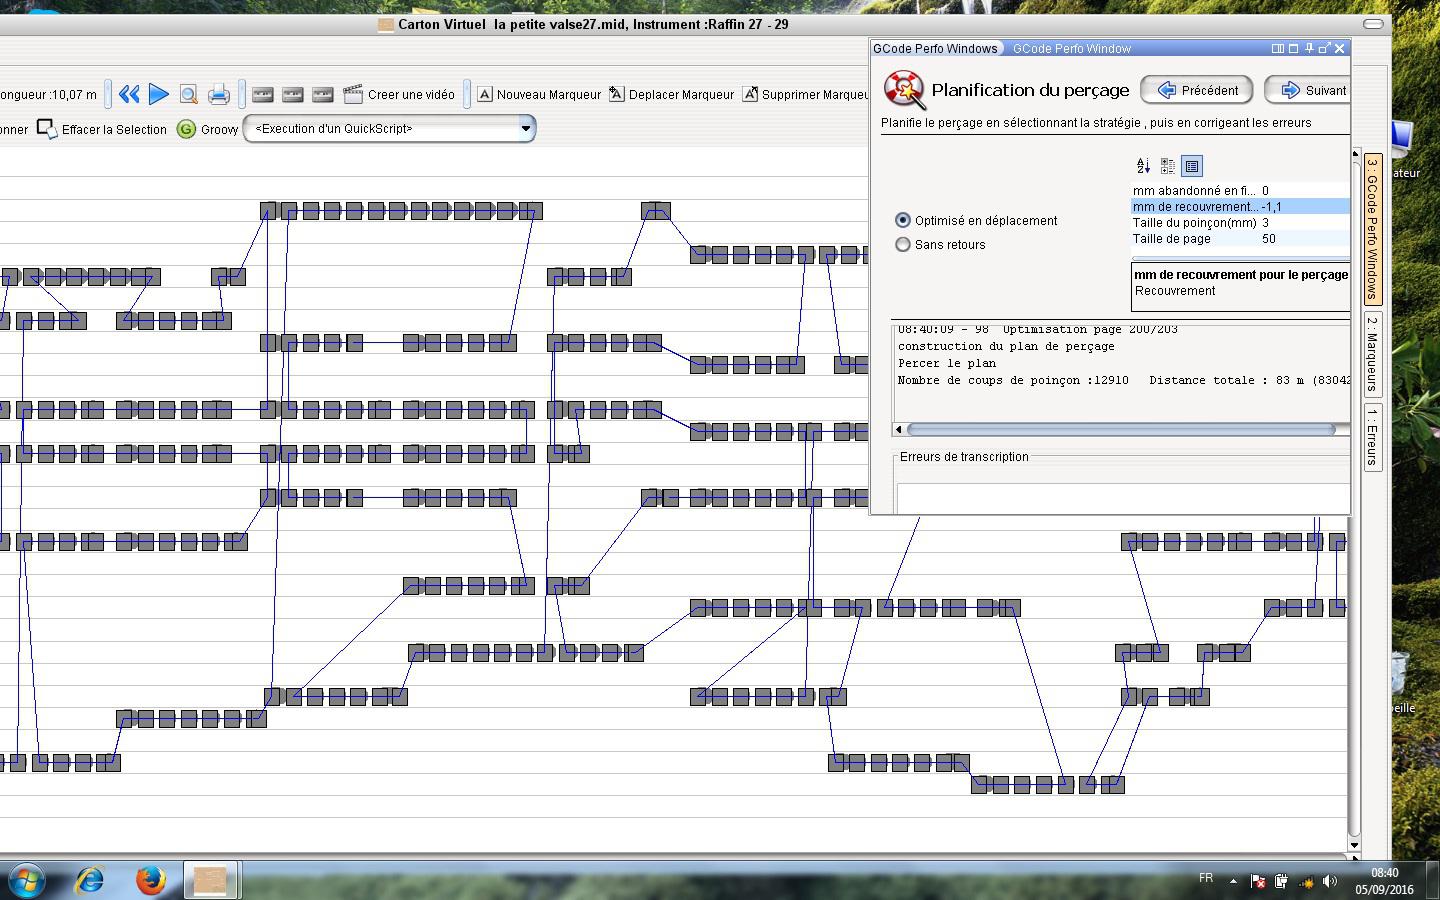 Carton Virtuel la petite valse27.mid, Instrument :Raffin 27 - 29
GCode Perfo Windows
GCode Perfo Window
ongueur :10,07 m
Creer une vidéo
Nouveau Marqueur
Deplacer Marqueur
Supprimer Marqueu
onner
Effacer la Selection
Groovy
<Execution d'un QuickScript>
Planification du perçage
Précédent
Suivant
Planifie le perçage en sélectionnant la stratégie , puis en corrigeant les erreurs
Optimisé en déplacement
Sans retours
mm abandonné en fi... 0
mm de recouvrement... -1,1
Taille du poinçon(mm) 3
Taille de page 50
mm de recouvrement pour le perçage
Recouvrement
08:40:09 - 98 Optimisation page 200/203
construction du plan de perçage
Percer le plan
Nombre de coups de poinçon :12910 Distance totale : 83 m (83042
Erreurs de transcription
3 : GCode Perfo Windows
2 : Marqueurs
1 : Erreurs
ateur
beille
FR
08:40
05/09/2016